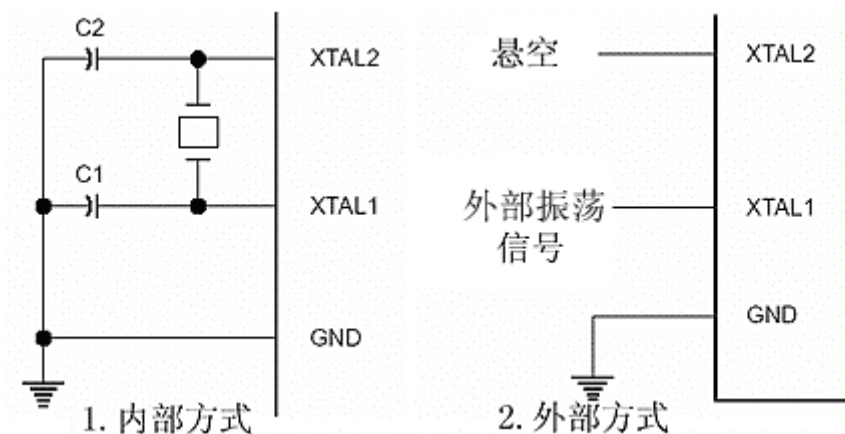 C2
XTAL2
C1
XTAL1
GND
1. 内部方式
悬空
XTAL2
外部振荡
信号
XTAL1
GND
2. 外部方式